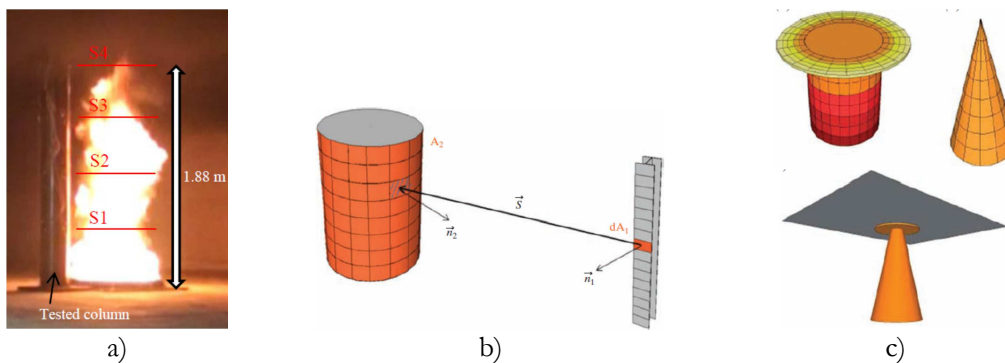 S4
S3
S2
S1
1.88 m
Tested column
a)
A₂
S
n₂
dA₁
n₁
b)
c)